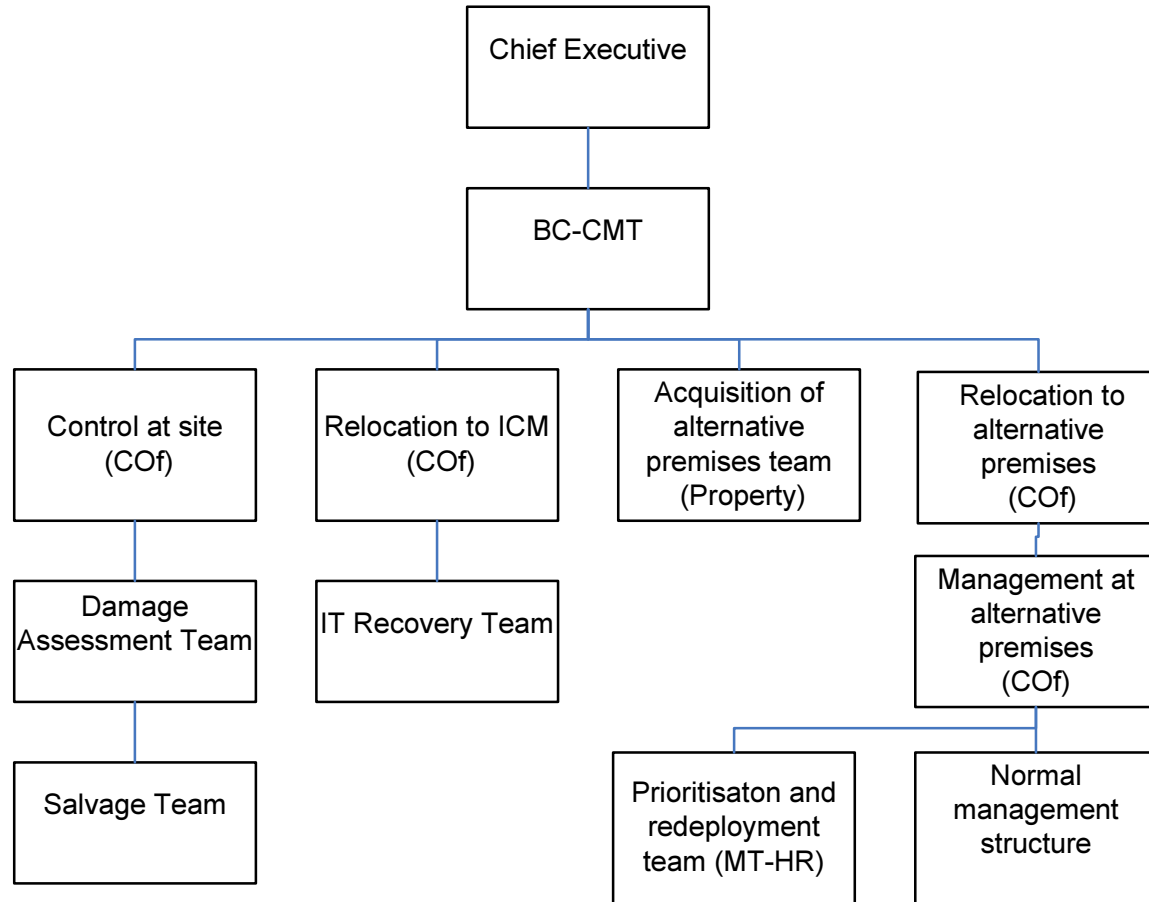 Chief Executive
BC-CMT
Control at site
(COf)
Relocation to ICM
(COf)
Acquisition of
alternative
premises team
(Property)
Relocation to
alternative
premises
(COf)
Damage
Assessment Team
IT Recovery Team
Management at
alternative
premises
(COf)
Salvage Team
Prioritisaton and
redeployment
team (MT-HR)
Normal
management
structure